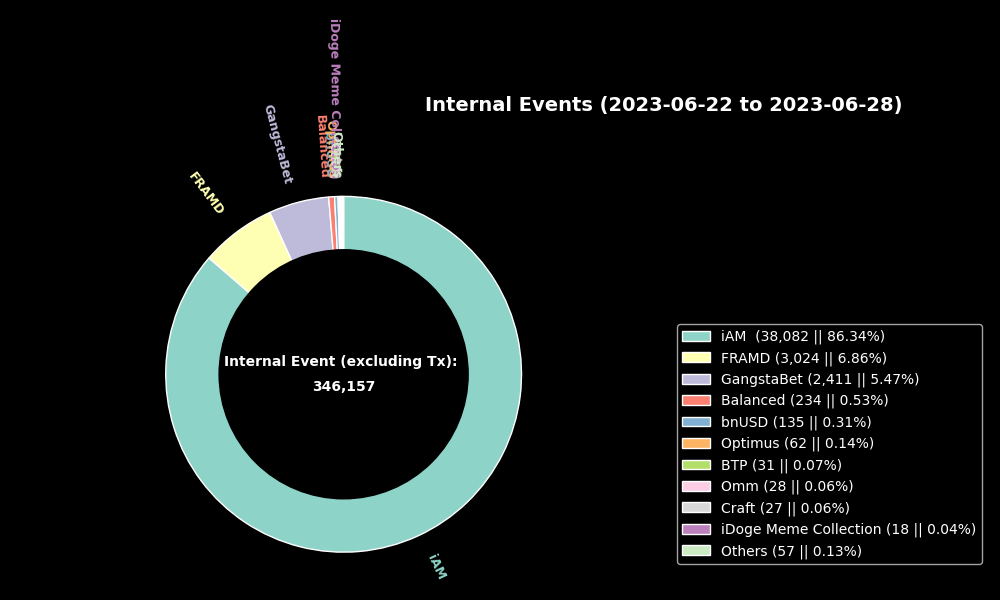 Internal Events (2023-06-22 to 2023-06-28)
iDoge Meme Collection
GangstaBet
Balanced
Others
FRAMD
Internal Event (excluding Tx):
346,157
iAM
iAM (38,082 || 86.34%)
FRAMD (3,024 || 6.86%)
GangstaBet (2,411 || 5.47%)
Balanced (234 || 0.53%)
bnUSD (135 || 0.31%)
Optimus (62 || 0.14%)
BTP (31 || 0.07%)
Omm (28 || 0.06%)
Craft (27 || 0.06%)
iDoge Meme Collection (18 || 0.04%)
Others (57 || 0.13%)